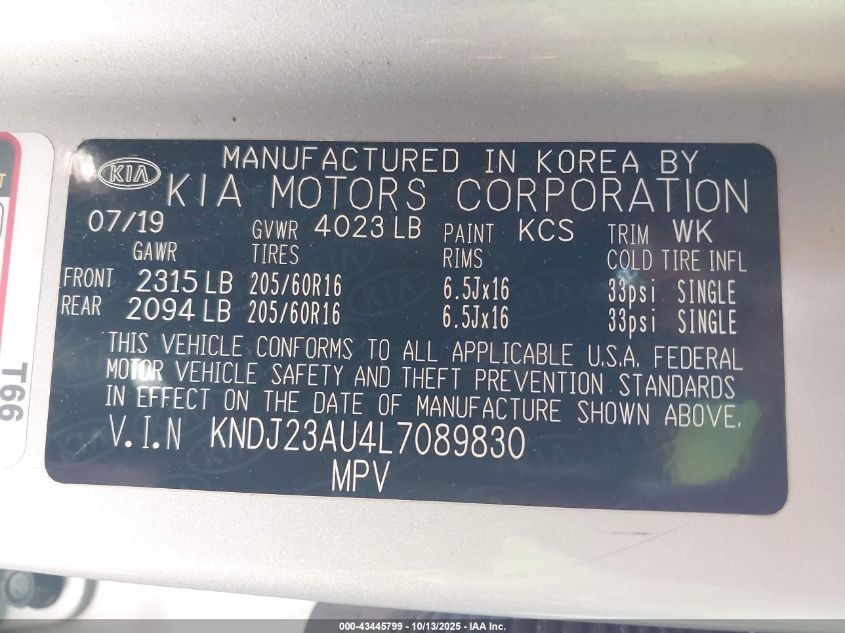 MANUFACTURED IN KOREA BY
KIA KIA MOTORS CORPORATION
07/19 GVWR 4023 LB PAINT KCS TRIM WK
GAWR TIRES RIMS COLD TIRE INFL
FRONT 2315 LB 205/60R16 6.5Jx16 33psi SINGLE
REAR 2094 LB 205/60R16 6.5Jx16 33psi SINGLE
THIS VEHICLE CONFORMS TO ALL APPLICABLE U.S.A. FEDERAL
MOTOR VEHICLE SAFETY AND THEFT PREVENTION STANDARDS
IN EFFECT ON THE DATE OF MANUFACTURE SHOWN ABOVE.
V.I.N KNDJ23AU4L7089830
MPV
T66
000-43445799 - 10/13/2025 - IAA Inc.